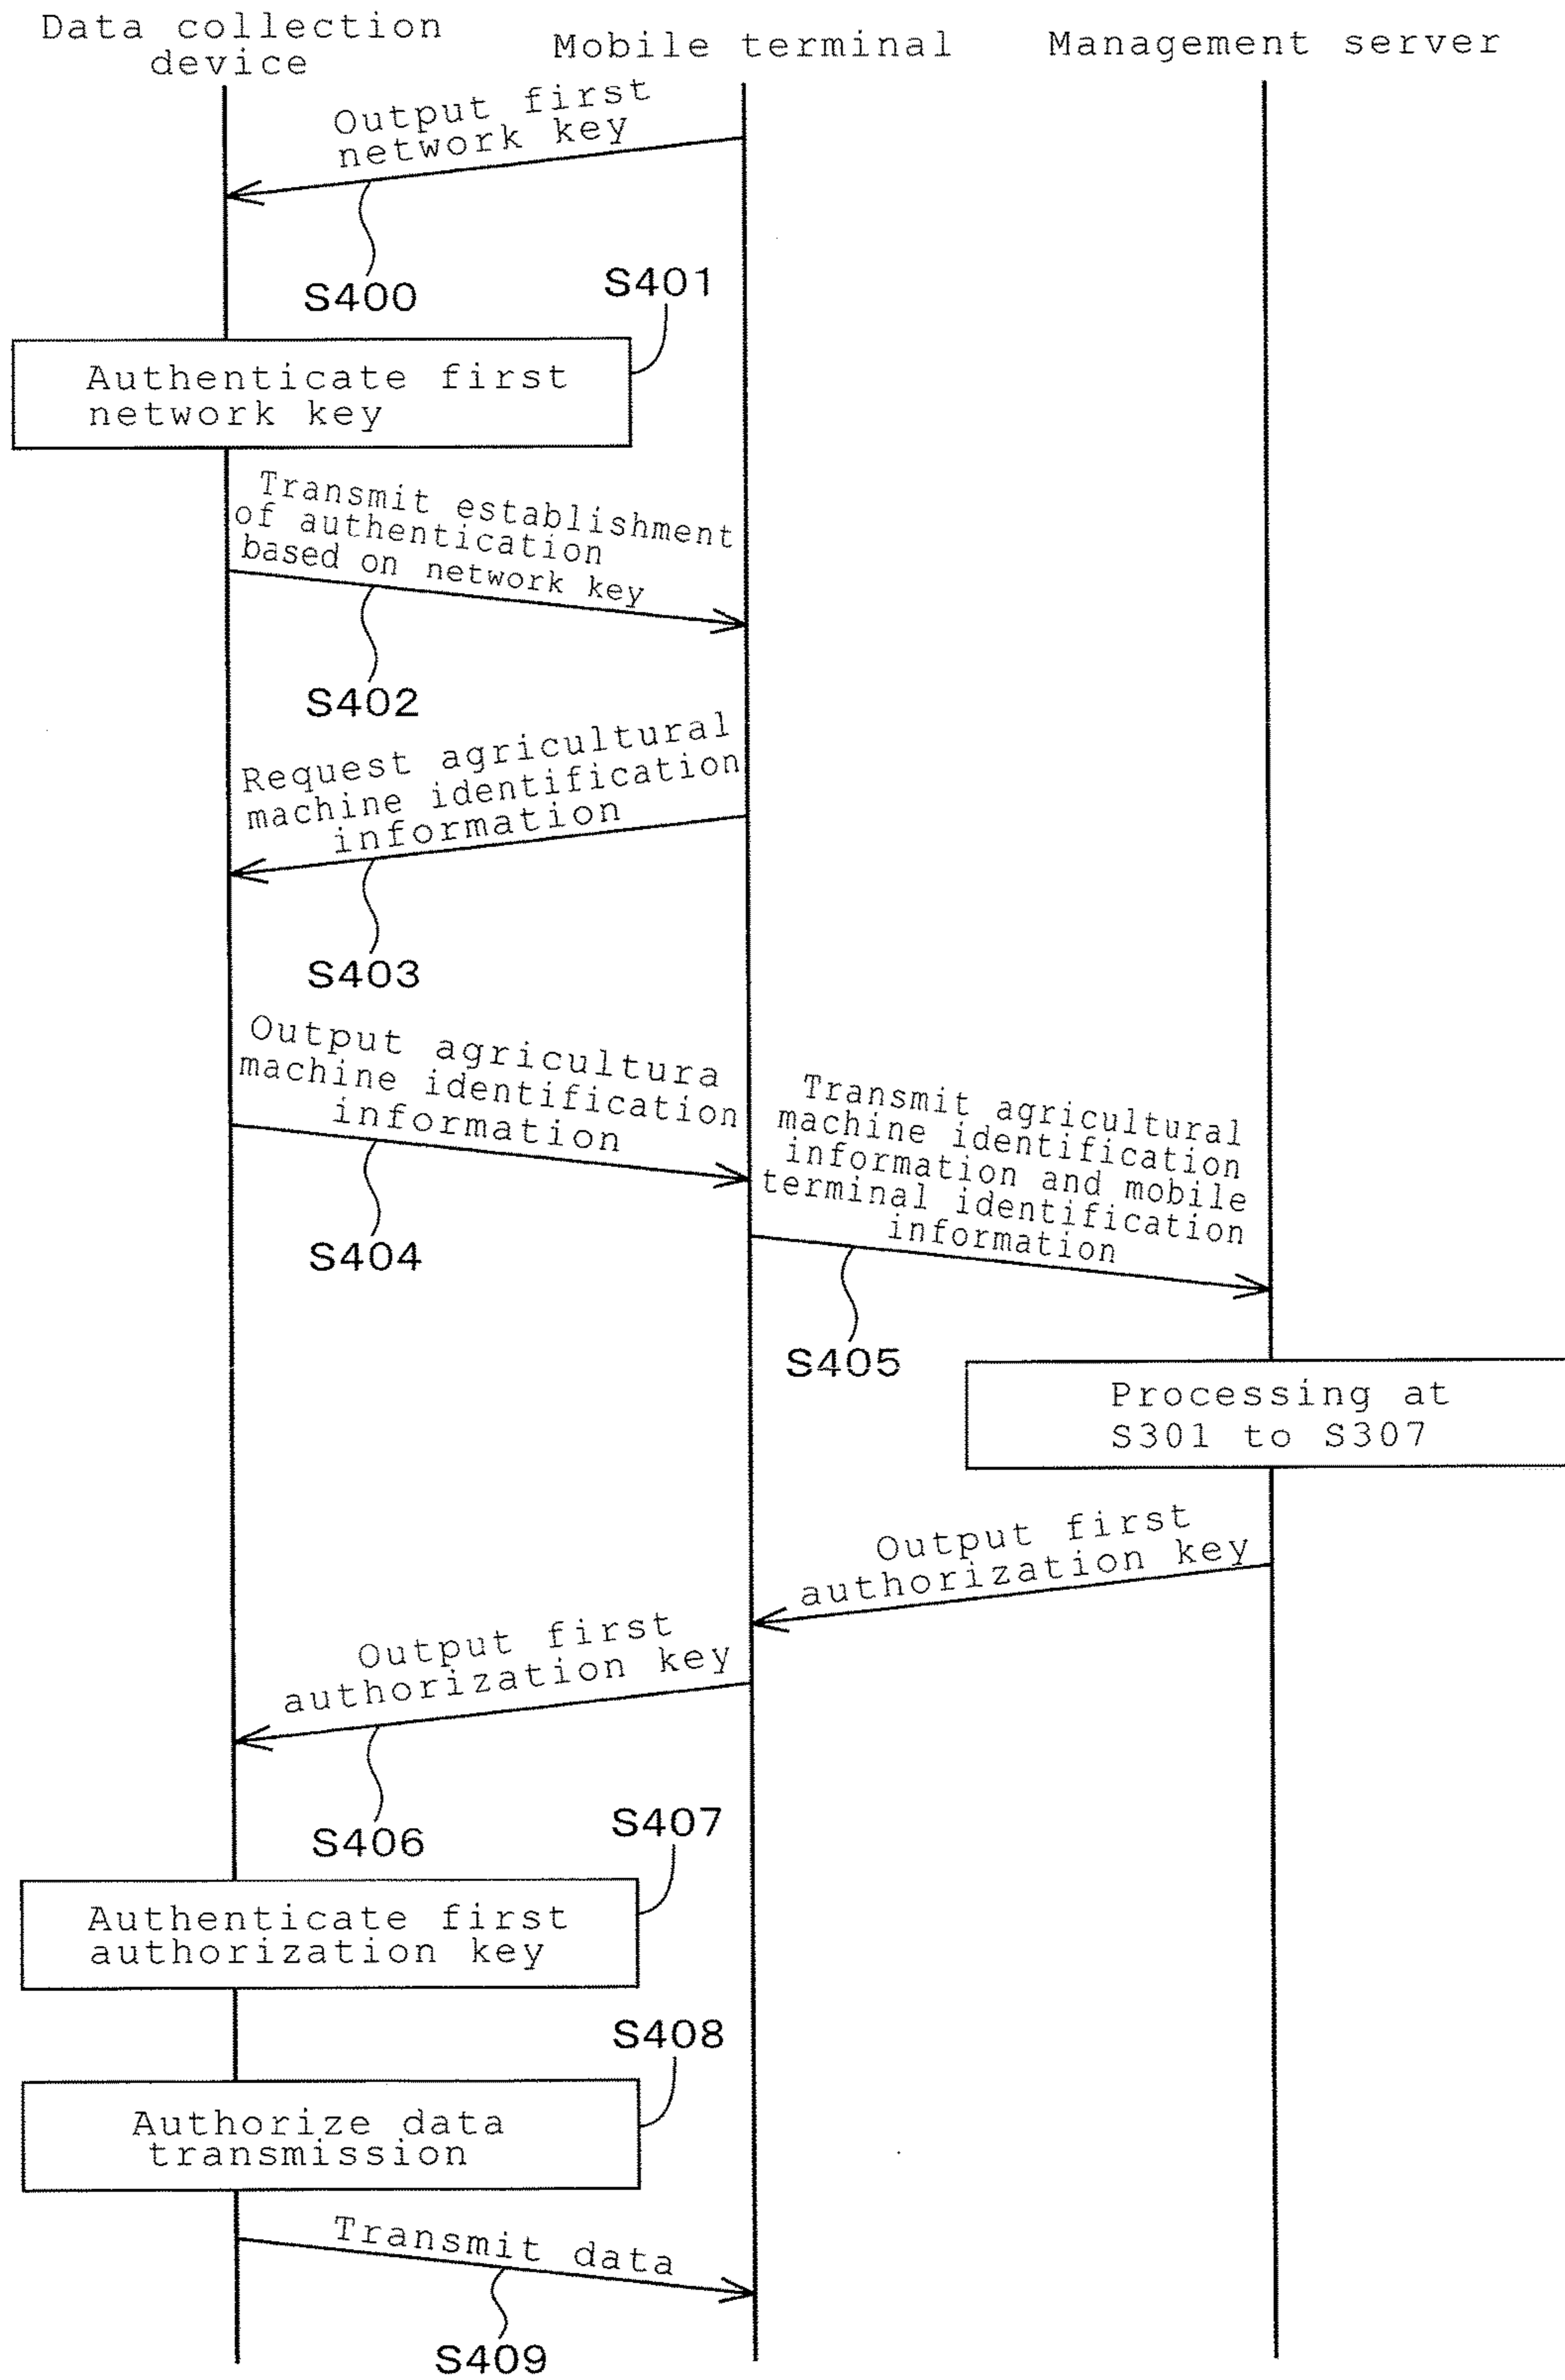 Data collection
device
Mobile terminal
Management server
Output first
network key
S400
S401
Authenticate first
network key
Transmit establishment
of authentication
based on network key
S402
Request agricultural
machine identification
information
S403
Output agricultura
machine identification
information
S404
Transmit agricultural
machine identification
information and mobile
terminal identification
information
S405
Processing at
S301 to S307
Output first
authorization key
Output first
authorization key
S406
S407
Authenticate first
authorization key
S408
Authorize data
transmission
Transmit data
S409